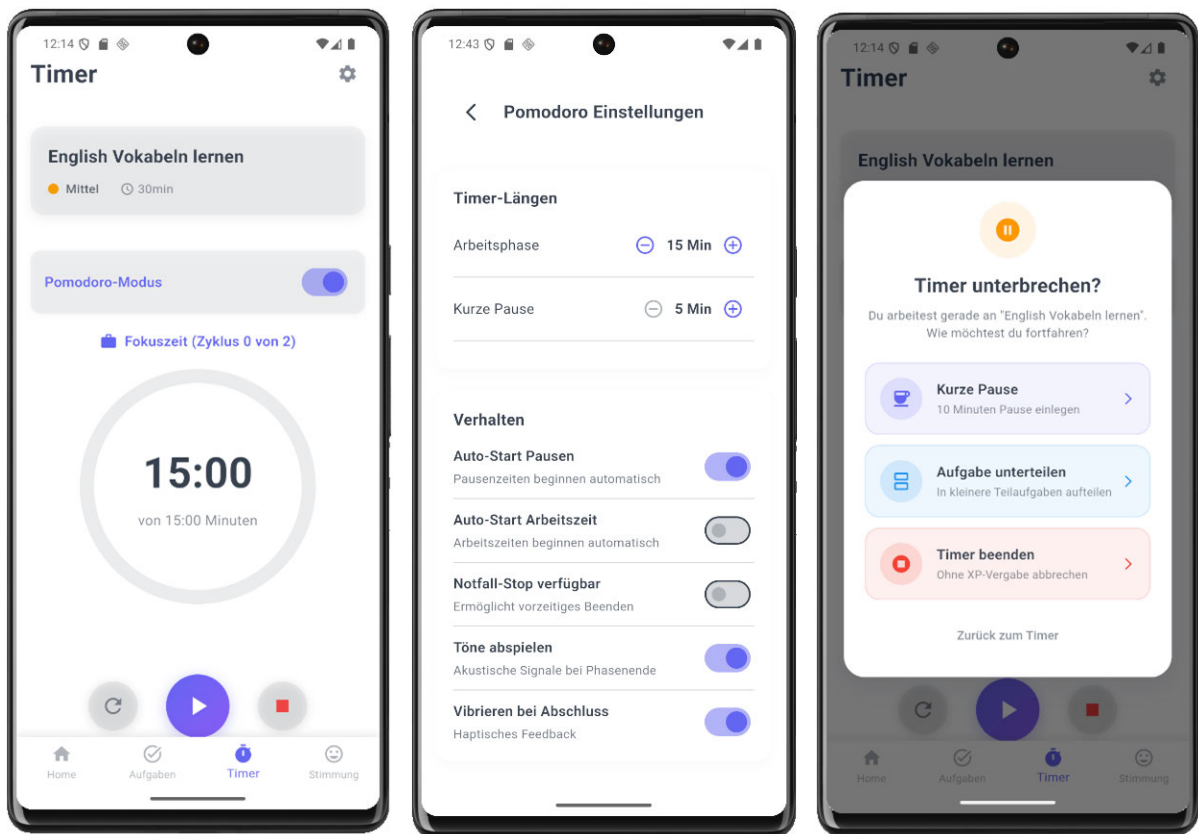 12:14
Timer
English Vokabeln lernen
Mittel 30min
Pomodoro-Modus
Fokuszeit (Zyklus 0 von 2)
15:00
von 15:00 Minuten
Home Aufgaben Timer Stimmung
12:43
Pomodoro Einstellungen
Timer-Längen
Arbeitsphase 15 Min
Kurze Pause 5 Min
Verhalten
Auto-Start Pausen
Pausenzeiten beginnen automatisch
Auto-Start Arbeitszeit
Arbeitszeiten beginnen automatisch
Notfall-Stop verfügbar
Ermöglicht vorzeitiges Beenden
Töne abspielen
Akustische Signale bei Phasenende
Vibrieren bei Abschluss
Haptisches Feedback
12:14
Timer
English Vokabeln lernen
Timer unterbrechen?
Du arbeitest gerade an "English Vokabeln lernen".
Wie möchtest du fortfahren?
Kurze Pause
10 Minuten Pause einlegen
Aufgabe unterteilen
In kleinere Teilaufgaben aufteilen
Timer beenden
Ohne XP-Vergabe abbrechen
Zurück zum Timer
Home Aufgaben Timer Stimmung